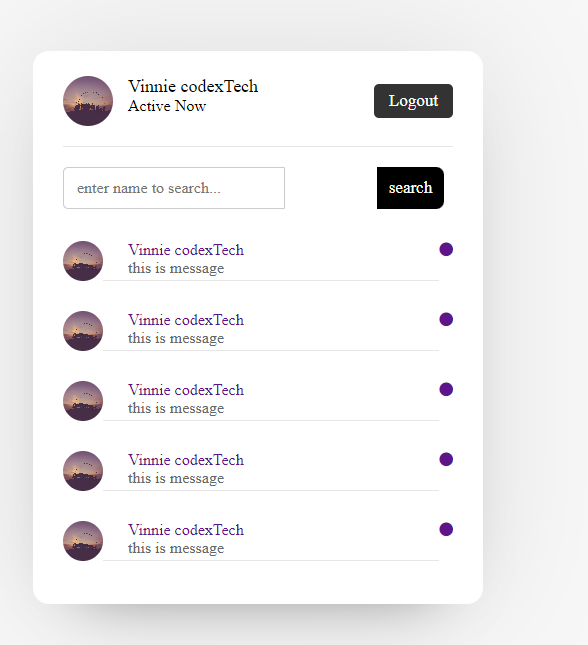 Vinnie codexTech
Active Now
Logout
enter name to search...
search
Vinnie codexTech
this is message
Vinnie codexTech
this is message
Vinnie codexTech
this is message
Vinnie codexTech
this is message
Vinnie codexTech
this is message